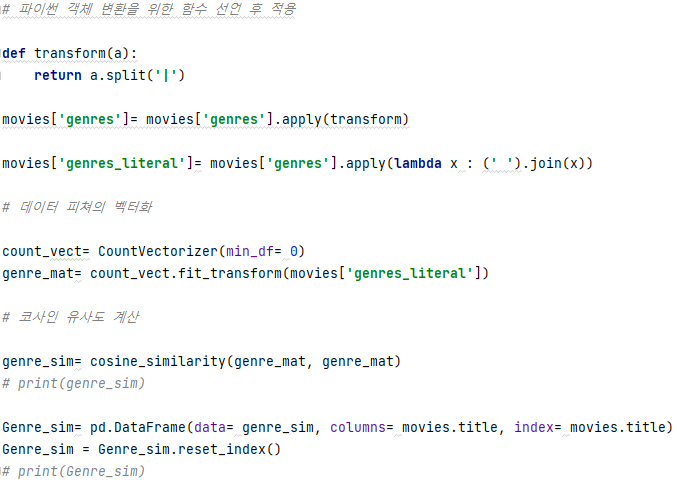 # 파이썬 객체 변환을 위한 함수 선언 후 적용
def transform(a):
    return a.split('|')
movies['genres']= movies['genres'].apply(transform)
movies['genres_literal']= movies['genres'].apply(lambda x : (' ').join(x))
# 데이터 피쳐의 벡터화
count_vect= CountVectorizer(min_df= 0)
genre_mat= count_vect.fit_transform(movies['genres_literal'])
# 코사인 유사도 계산
genre_sim= cosine_similarity(genre_mat, genre_mat)
# print(genre_sim)
Genre_sim= pd.DataFrame(data= genre_sim, columns= movies.title, index= movies.title)
Genre_sim = Genre_sim.reset_index()
# print(Genre_sim)